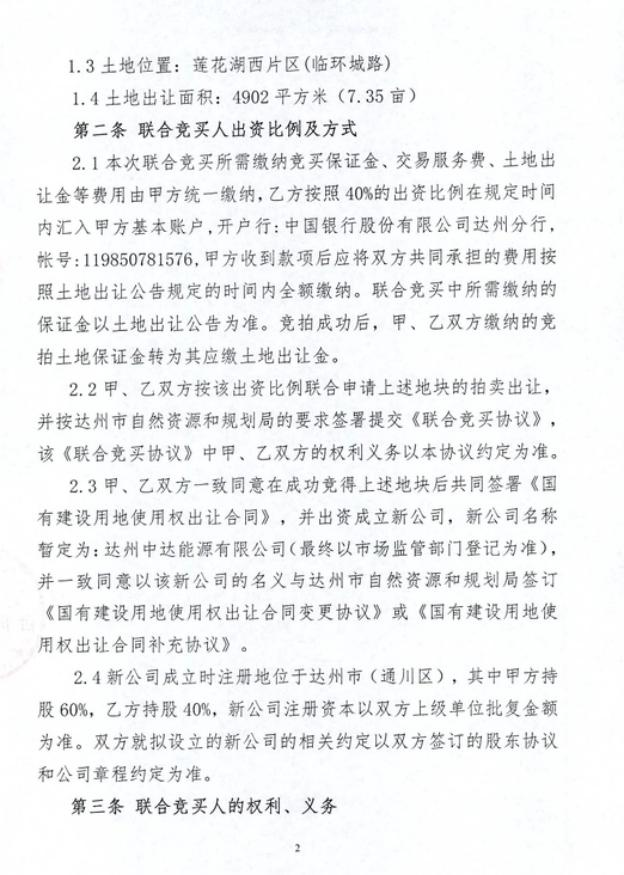 1.3 土地位置：莲花湖西片区(临环城路)
1.4 土地出让面积：4902 平方米（7.35 亩）
第二条 联合竞买人出资比例及方式
2.1 本次联合竞买所需缴纳竞买保证金、交易服务费、土地出
让金等费用由甲方统一缴纳,乙方按照 40%的出资比例在规定时间
内汇入甲方基本账户,开户行:中国银行股份有限公司达州分行,
帐号:119850781576,甲方收到款项后应将双方共同承担的费用按
照土地出让公告规定的时间内全额缴纳。联合竞买中所需缴纳的
保证金以土地出让公告为准。竞拍成功后，甲、乙双方缴纳的竞
拍土地保证金转为其应缴土地出让金。
2.2 甲、乙双方按该出资比例联合申请上述地块的拍卖出让,
并按达州市自然资源和规划局的要求签署提交《联合竞买协议》,
该《联合竞买协议》中甲、乙双方的权利义务以本协议约定为准。
2.3 甲、乙双方一致同意在成功竞得上述地块后共同签署《国
有建设用地使用权出让合同》，并出资成立新公司，新公司名称
暂定为:达州中达能源有限公司(最终以市场监管部门登记为准),
并一致同意以该新公司的名义与达州市自然资源和规划局签订
《国有建设用地使用权出让合同变更协议》或《国有建设用地使
用权出让合同补充协议》。
2.4 新公司成立时注册地位于达州市（通川区），其中甲方持
股 60%，乙方持股 40%，新公司注册资本以双方上级单位批复金额
为准。双方就拟设立的新公司的相关约定以双方签订的股东协议
和公司章程约定为准。
第三条 联合竞买人的权利、义务
2